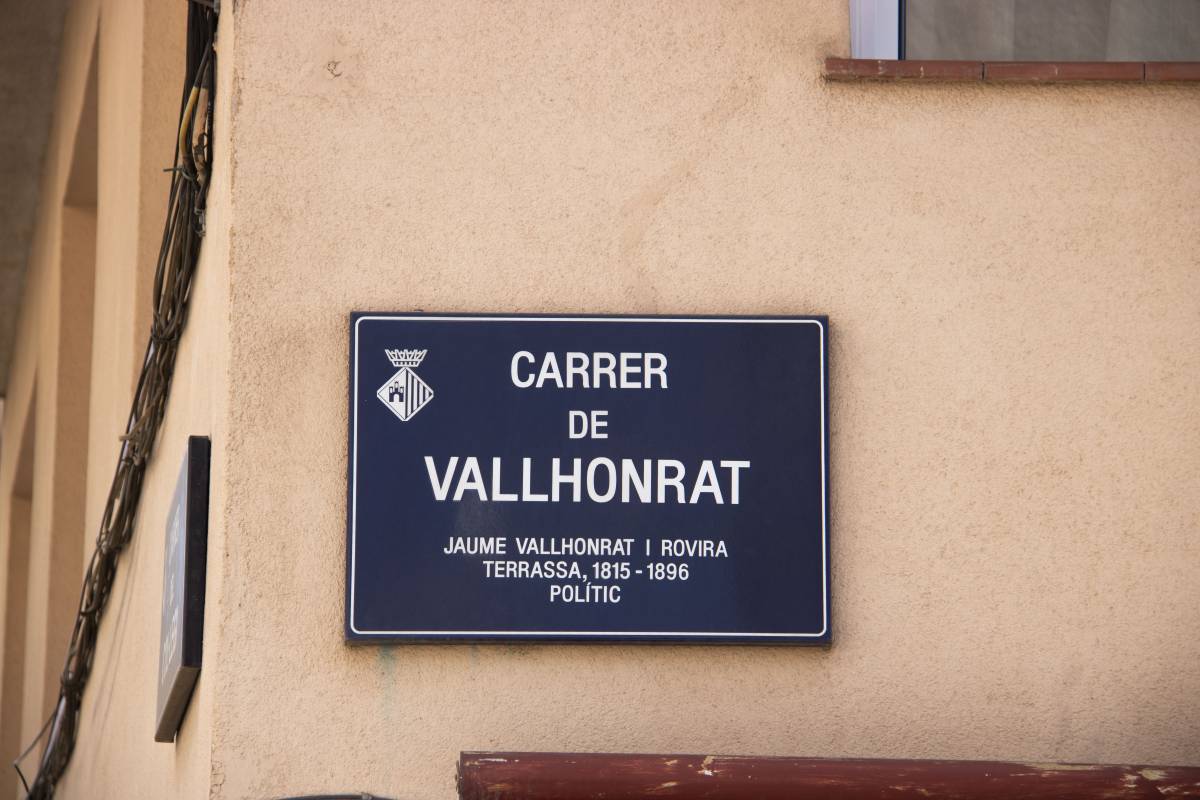 CARRER
DE
VALLHONRAT
JAUME VALLHONRAT I ROVIRA
TERRASSA, 1815 - 1896
POLÍTIC